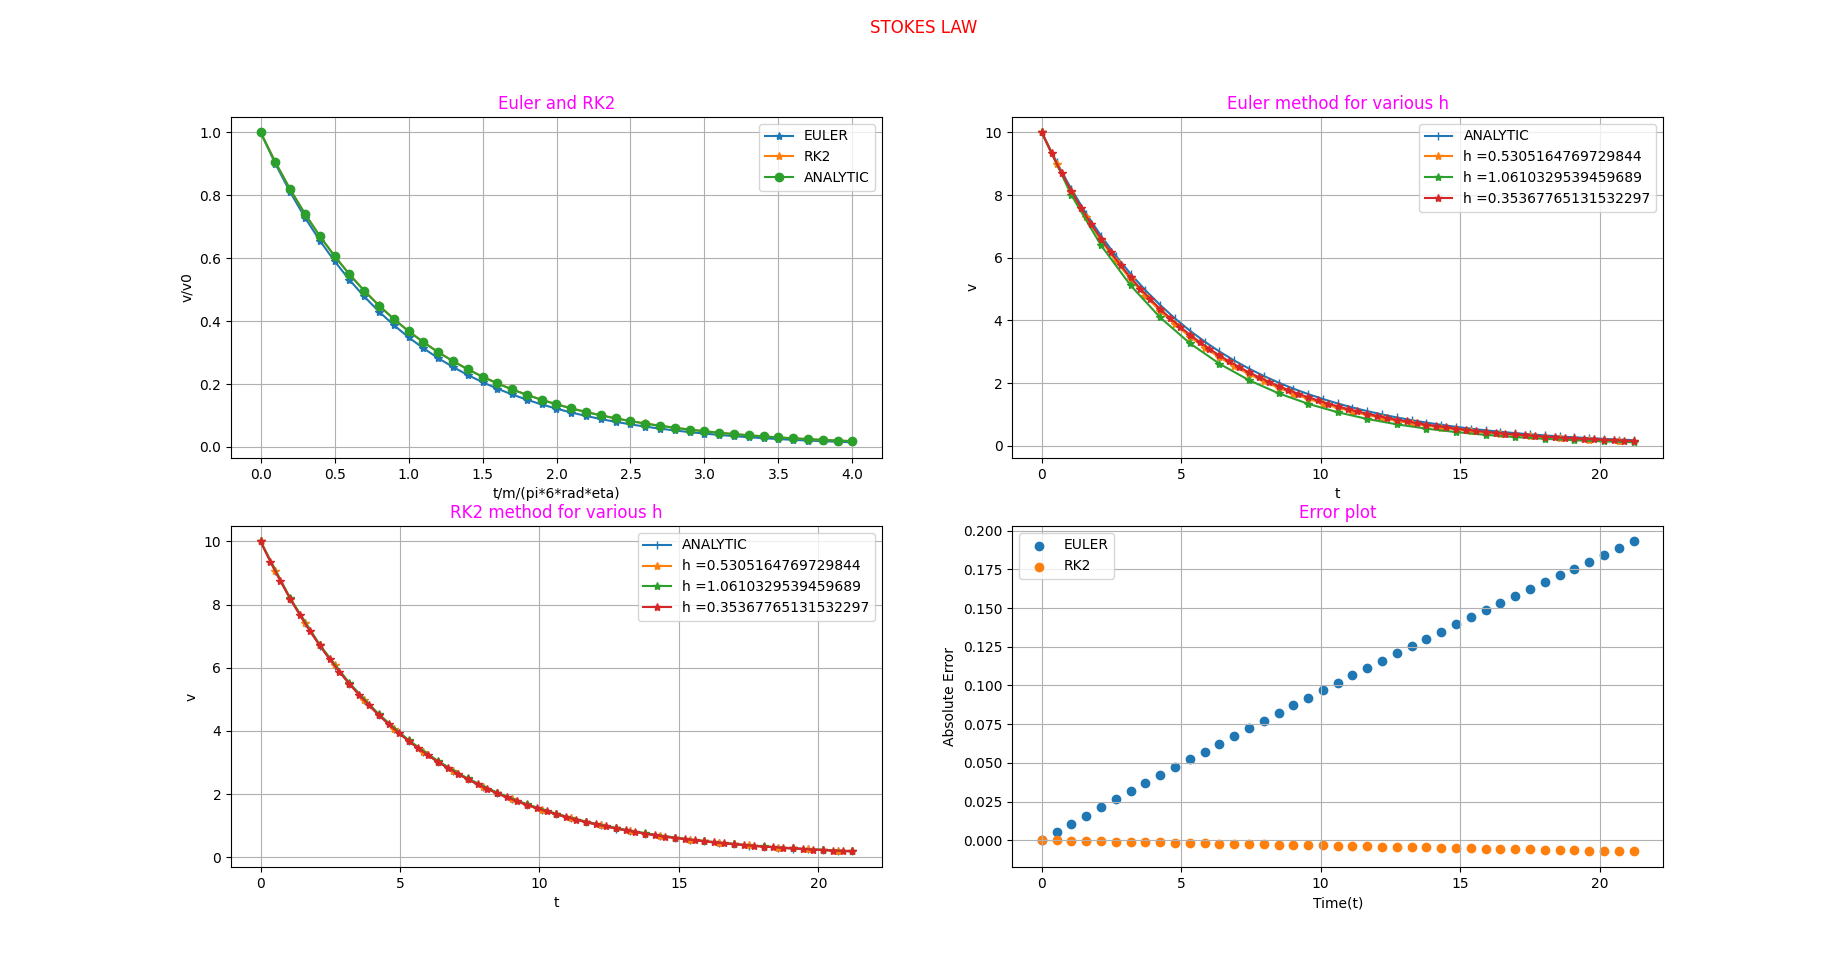 STOKES LAW
Euler and RK2
EULER
RK2
ANALYTIC
v/v0
1.0
0.8
0.6
0.4
0.2
0.0
0.0 0.5 1.0 1.5 2.0 2.5 3.0 3.5 4.0
t/m/(pi*6*rad*eta)
Euler method for various h
ANALYTIC
h =0.5305164769729844
h =1.0610329539459689
h =0.35367765131532297
v
10
8
6
4
2
0
0 5 10 15 20
t
RK2 method for various h
ANALYTIC
h =0.5305164769729844
h =1.0610329539459689
h =0.35367765131532297
v
10
8
6
4
2
0
0 5 10 15 20
t
Error plot
EULER
RK2
Absolute Error
0.200
0.175
0.150
0.125
0.100
0.075
0.050
0.025
0.000
0 5 10 15 20
Time(t)